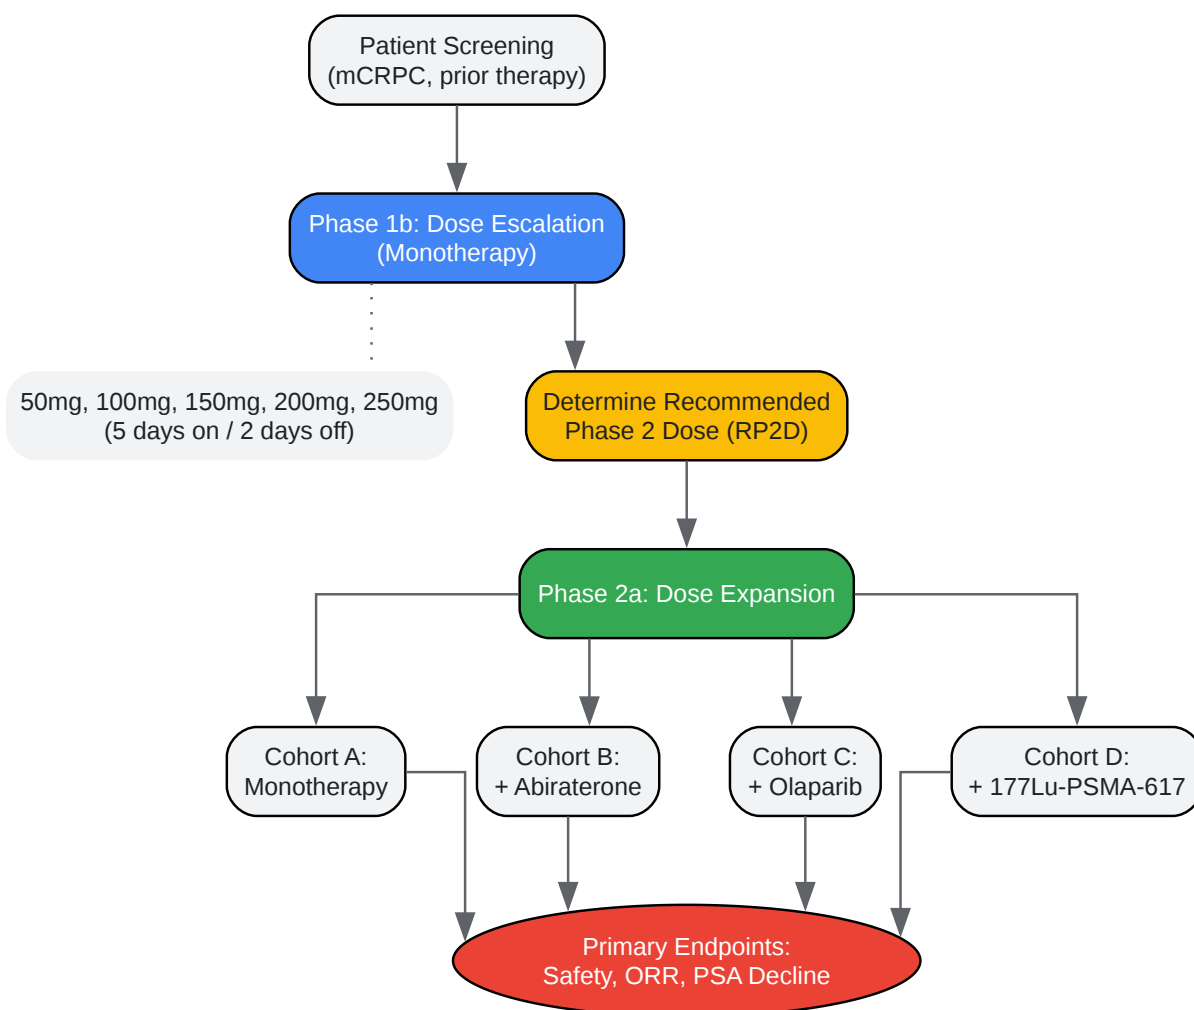 Patient Screening
(mCRPC, prior therapy)
Phase 1b: Dose Escalation
(Monotherapy)
50mg, 100mg, 150mg, 200mg, 250mg
(5 days on / 2 days off)
Determine Recommended
Phase 2 Dose (RP2D)
Phase 2a: Dose Expansion
Cohort A:
Monotherapy
Cohort B:
+ Abiraterone
Cohort C:
+ Olaparib
Cohort D:
+ 177Lu-PSMA-617
Primary Endpoints:
Safety, ORR, PSA Decline